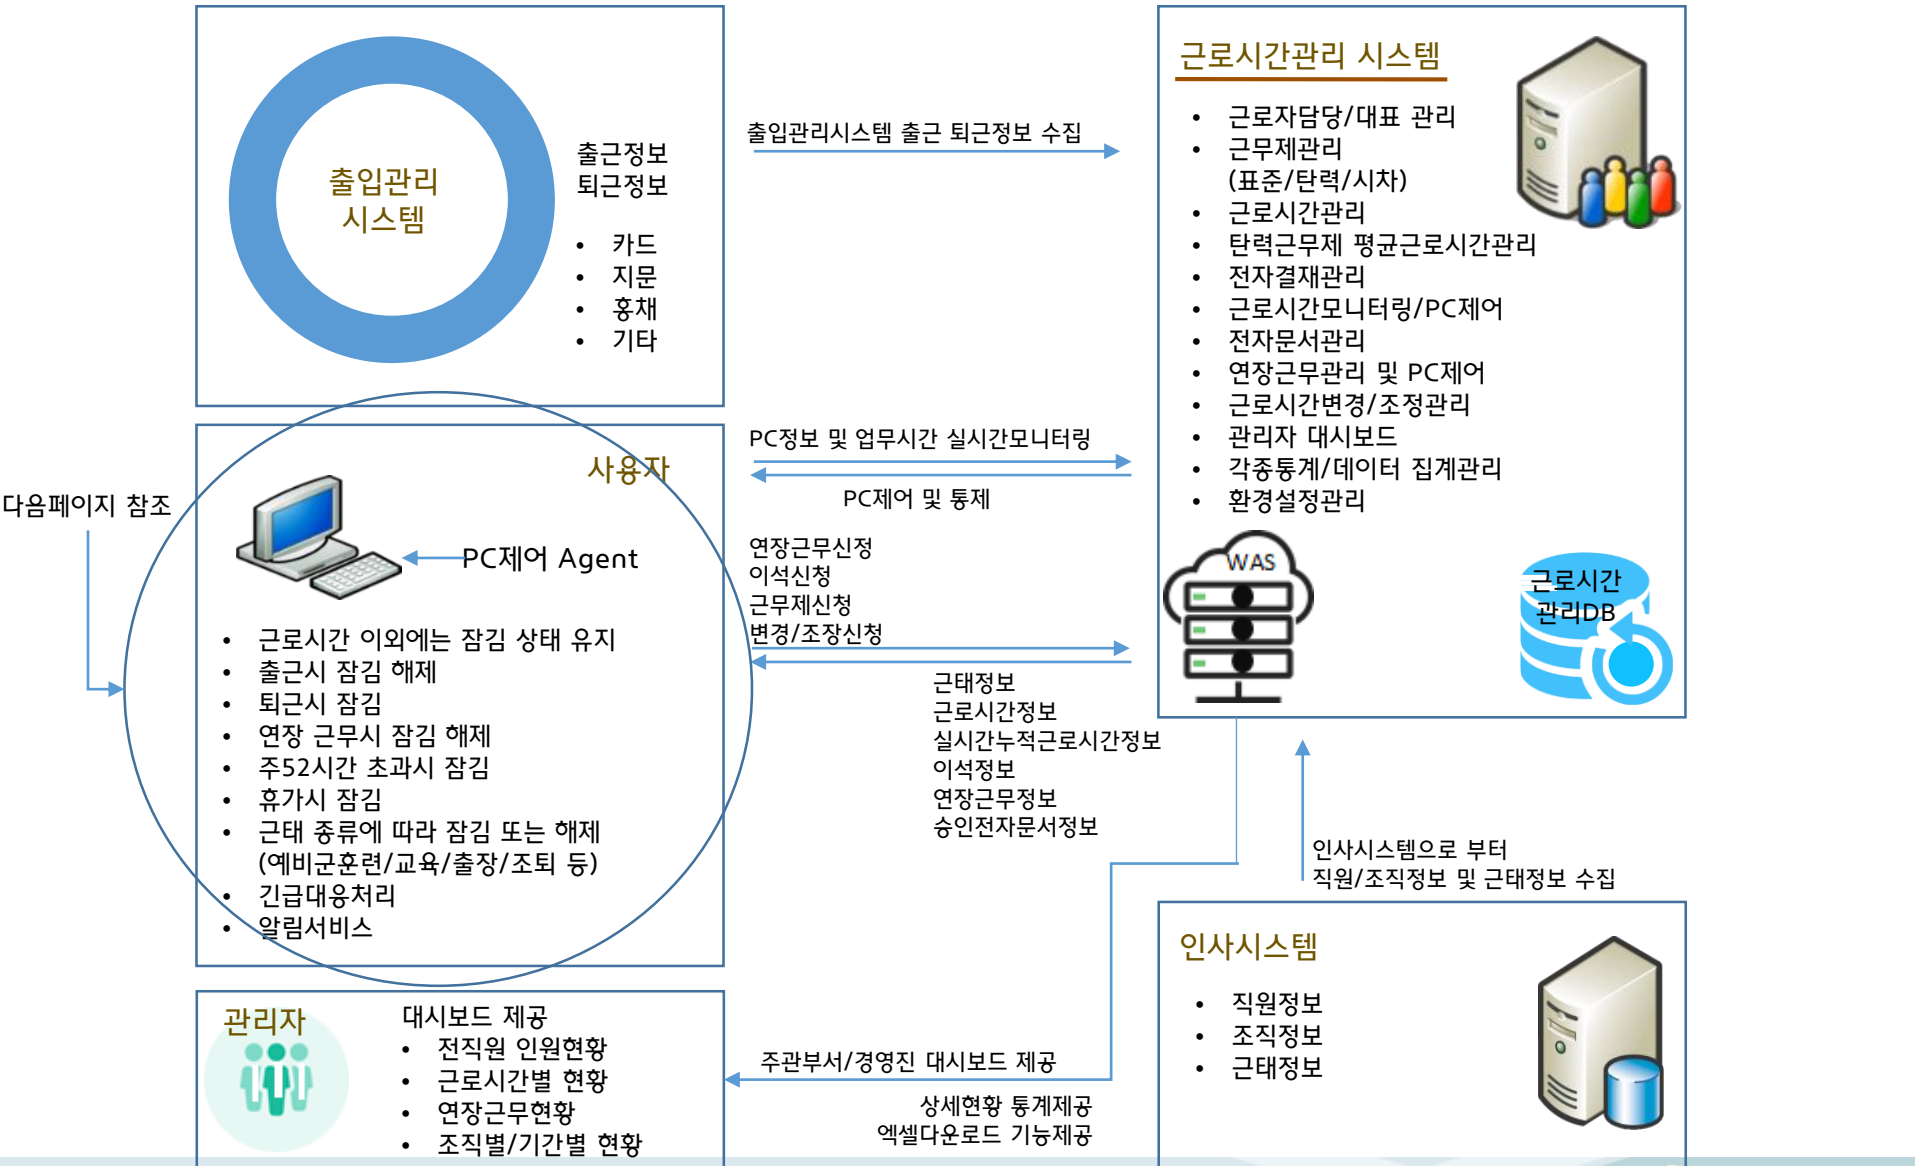 출입관리
시스템
출근정보
퇴근정보
• 카드
• 지문
• 홍채
• 기타
출입관리시스템 출근 퇴근정보 수집
근로시간관리 시스템
• 근로자담당/대표 관리
• 근무제관리
(표준/탄력/시차)
• 근로시간관리
• 탄력근무제 평균근로시간관리
• 전자결재관리
• 근로시간모니터링/PC제어
• 전자문서관리
• 연장근무관리 및 PC제어
• 근로시간변경/조정관리
• 관리자 대시보드
• 각종통계/데이터 집계관리
• 환경설정관리
WAS
근로시간
관리DB
다음페이지 참조
사용자
PC제어 Agent
• 근로시간 이외에는 잠김 상태 유지
• 출근시 잠김 해제
• 퇴근시 잠김
• 연장 근무시 잠김 해제
• 주52시간 초과시 잠김
• 휴가시 잠김
• 근태 종류에 따라 잠김 또는 해제
(예비군훈련/교육/출장/조퇴 등)
• 긴급대응처리
• 알림서비스
PC정보 및 업무시간 실시간모니터링
PC제어 및 통제
연장근무신정
이석신청
근무제신청
변경/조장신청
근태정보
근로시간정보
실시간누적근로시간정보
이석정보
연장근무정보
승인전자문서정보
인사시스템으로 부터
직원/조직정보 및 근태정보 수집
인사시스템
• 직원정보
• 조직정보
• 근태정보
관리자
대시보드 제공
• 전직원 인원현황
• 근로시간별 현황
• 연장근무현황
• 조직별/기간별 현황
주관부서/경영진 대시보드 제공
상세현황 통계제공
엑셀다운로드 기능제공